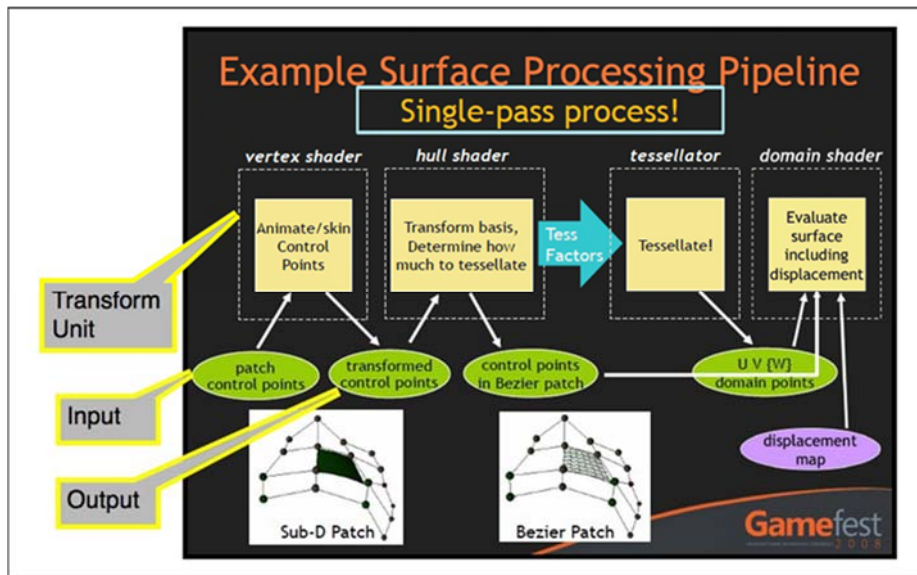 Example Surface Processing Pipeline
Single-pass process!
vertex shader
hull shader
tessellator
domain shader
Animate/skin
Control
Points
Transform basis,
Determine how
much to tessellate
Tess
Factors
Tessellate!
Evaluate
surface
including
displacement
Transform
Unit
Input
Output
patch
control points
transformed
control points
control points
in Bezier patch
U V {W}
domain points
displacement
map
Sub-D Patch
Bezier Patch
Gamefest
2008